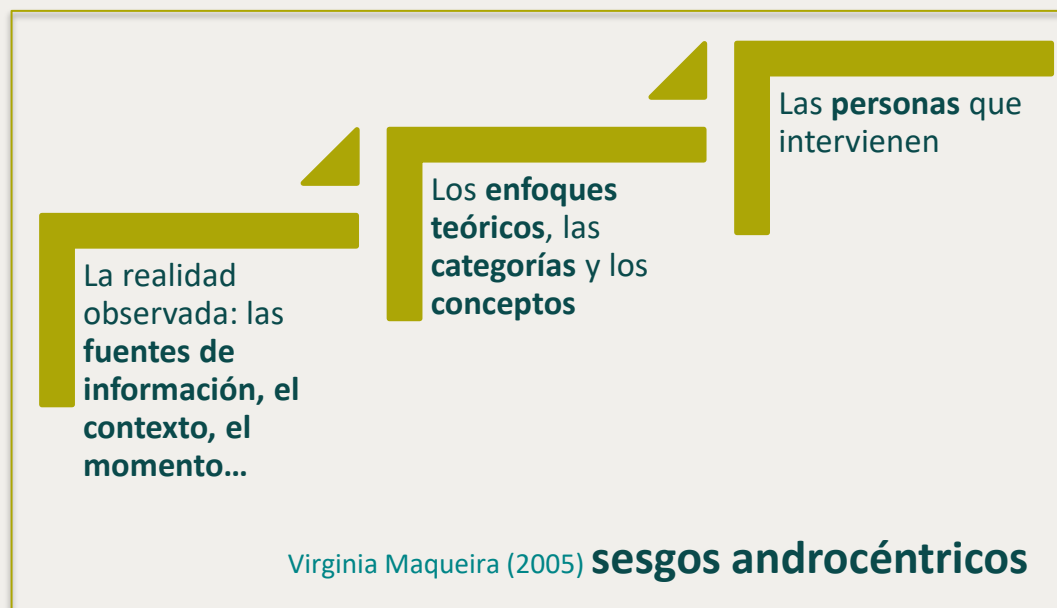 La realidad
observada: las
fuentes de
información, el
contexto, el
momento…
Los enfoques
teóricos, las
categorías y los
conceptos
Las personas que
intervienen
Virginia Maqueira (2005) sesgos androcéntricos